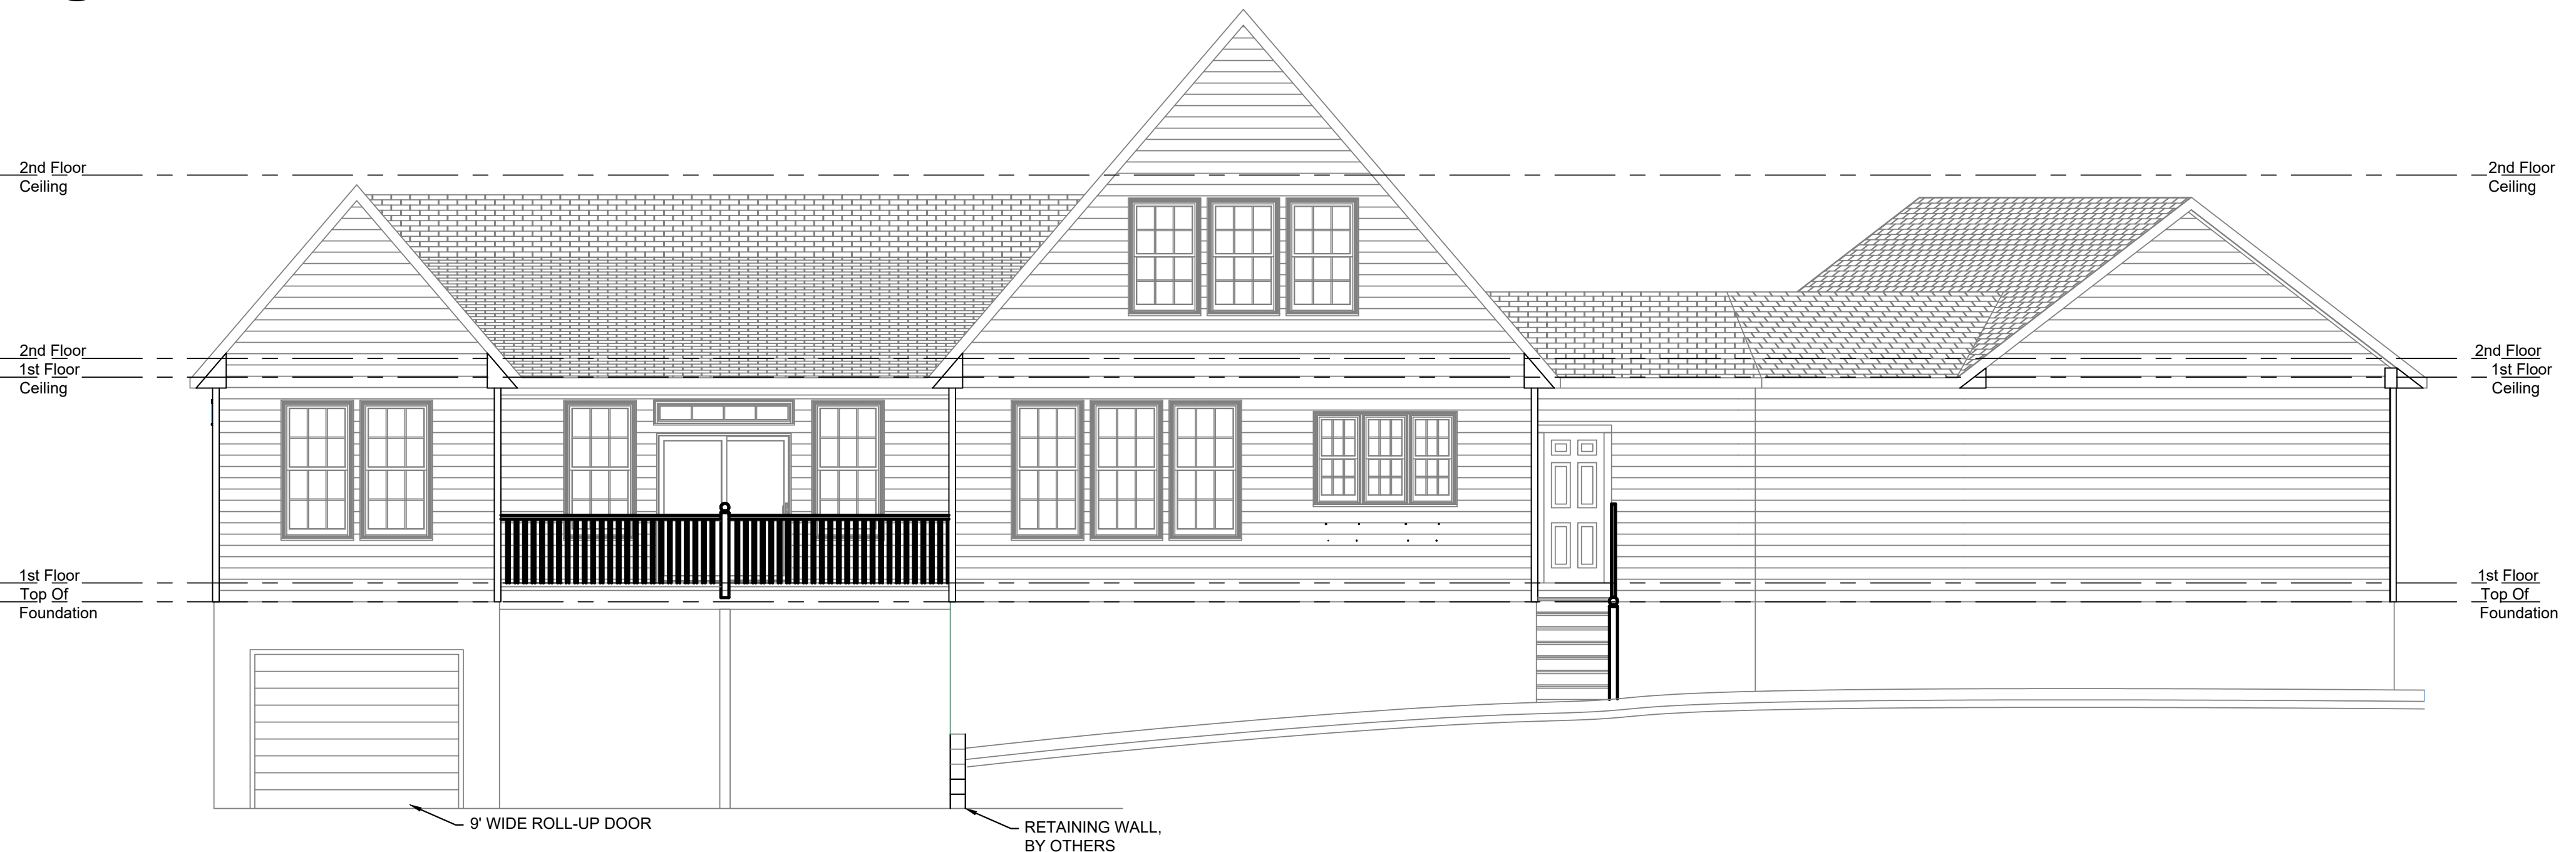 2nd Floor
Ceiling
2nd Floor
Ceiling
2nd Floor
1st Floor
Ceiling
2nd Floor
1st Floor
Ceiling
1st Floor
Top Of
Foundation
1st Floor
Top Of
Foundation
9' WIDE ROLL-UP DOOR
RETAINING WALL,
BY OTHERS